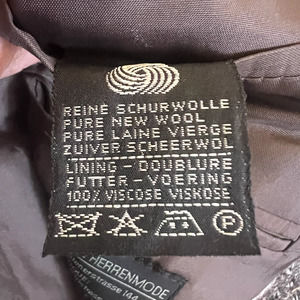 REINE SCHURWOLLE
PURE NEW WOOL
PURE LAINE VIERGE
ZUIVER SCHEERWOL
LINING - DOUBLURE
FUTTER - VOERING
100% VISCOSE VISKOSE
P
HERRENMODE